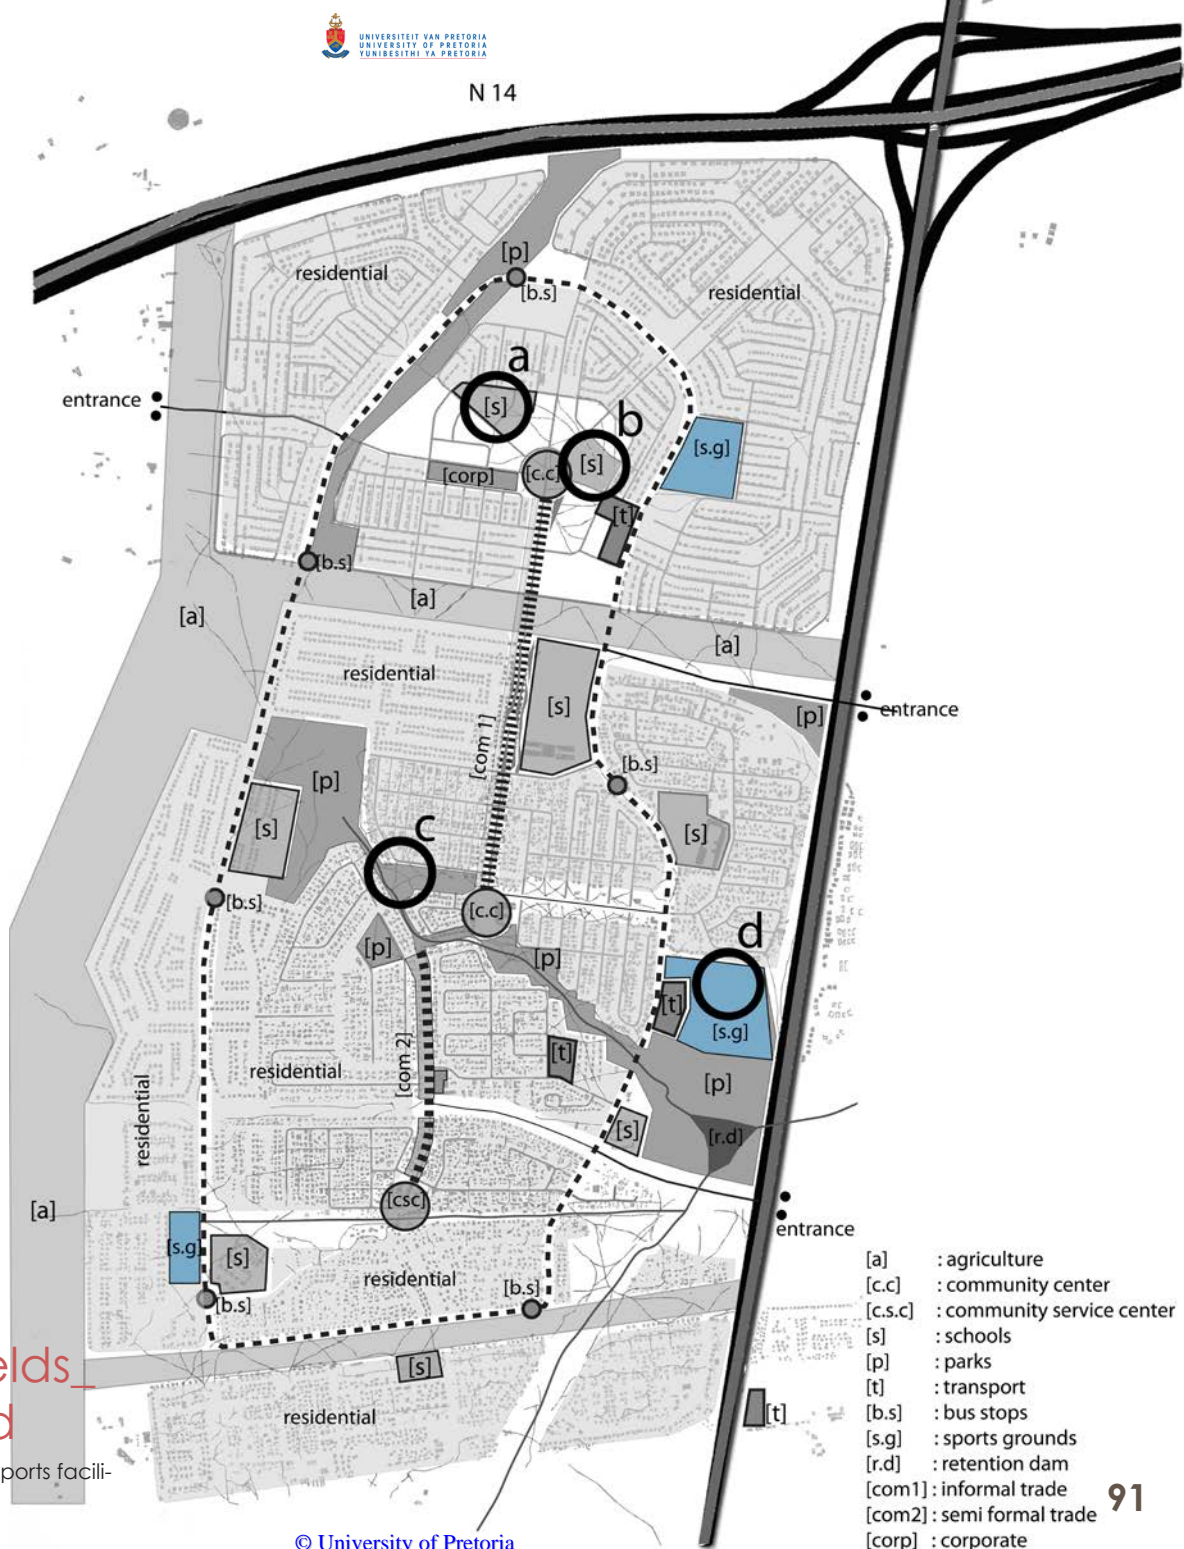 UNIVERSITEIT VAN PRETORIA
UNIVERSITY OF PRETORIA
YUNIBESITHI YA PRETORIA
N 14
[p]
residential
[b.s]
residential
a
entrance
[s]
b
[s.g]
[corp]
[c.c]
[s]
[t]
[b.s]
[a]
[a]
[a]
residential
[s]
[p]
entrance
[com 1]
[b.s]
[p]
[s]
[s]
c
[b.s]
[c.c]
d
[p]
[p]
[t]
[s.g]
[com 2]
[t]
residential
[p]
residential
[s]
[r.d]
[csc]
[a]
entrance
[s.g]
[s]
residential
[b.s]
[b.s]
[s]
residential
[t]
elds_
d
ports facili-
[a] : agriculture
[c.c] : community center
[c.s.c] : community service center
[s] : schools
[p] : parks
[t] : transport
[b.s] : bus stops
[s.g] : sports grounds
[r.d] : retention dam
[com1] : informal trade
[com2] : semi formal trade
[corp] : corporate
91
© University of Pretoria